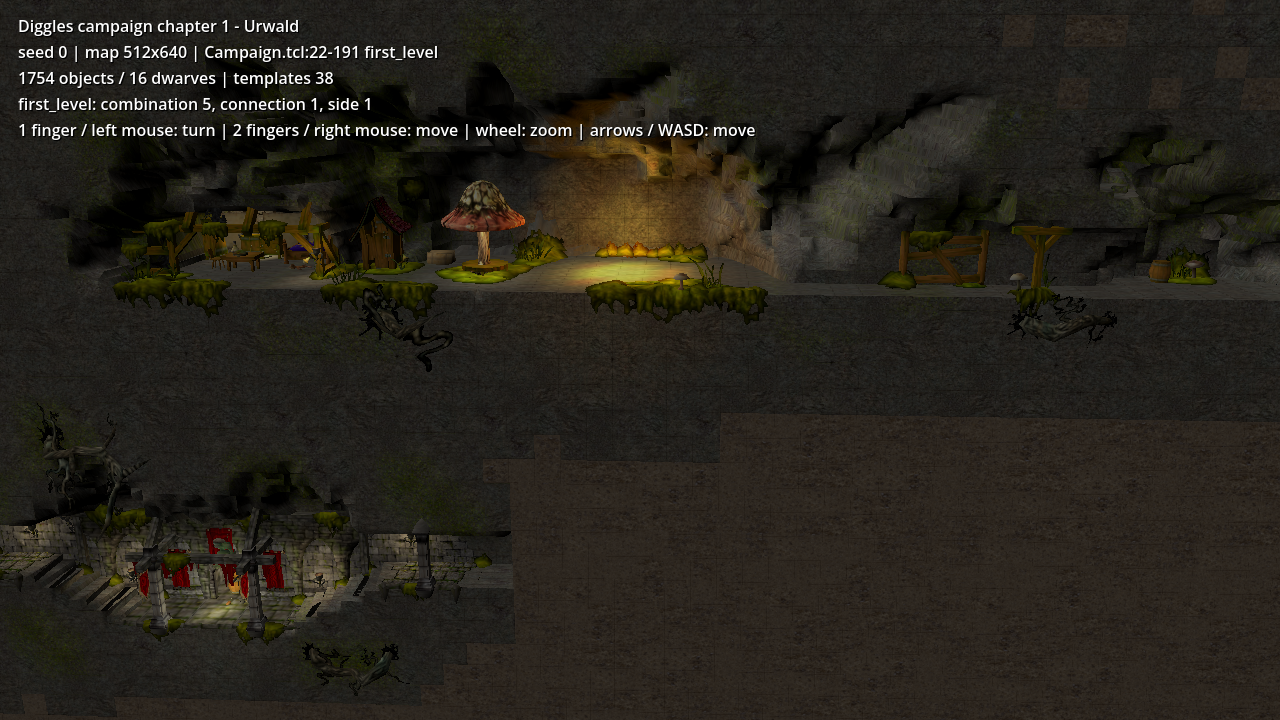 Diggles campaign chapter 1 - Urwald
seed 0 | map 512x640 | Campaign.tcl:22-191 first_level
1754 objects / 16 dwarves | templates 38
first_level: combination 5, connection 1, side 1
1 finger / left mouse: turn | 2 fingers / right mouse: move | wheel: zoom | arrows / WASD: move